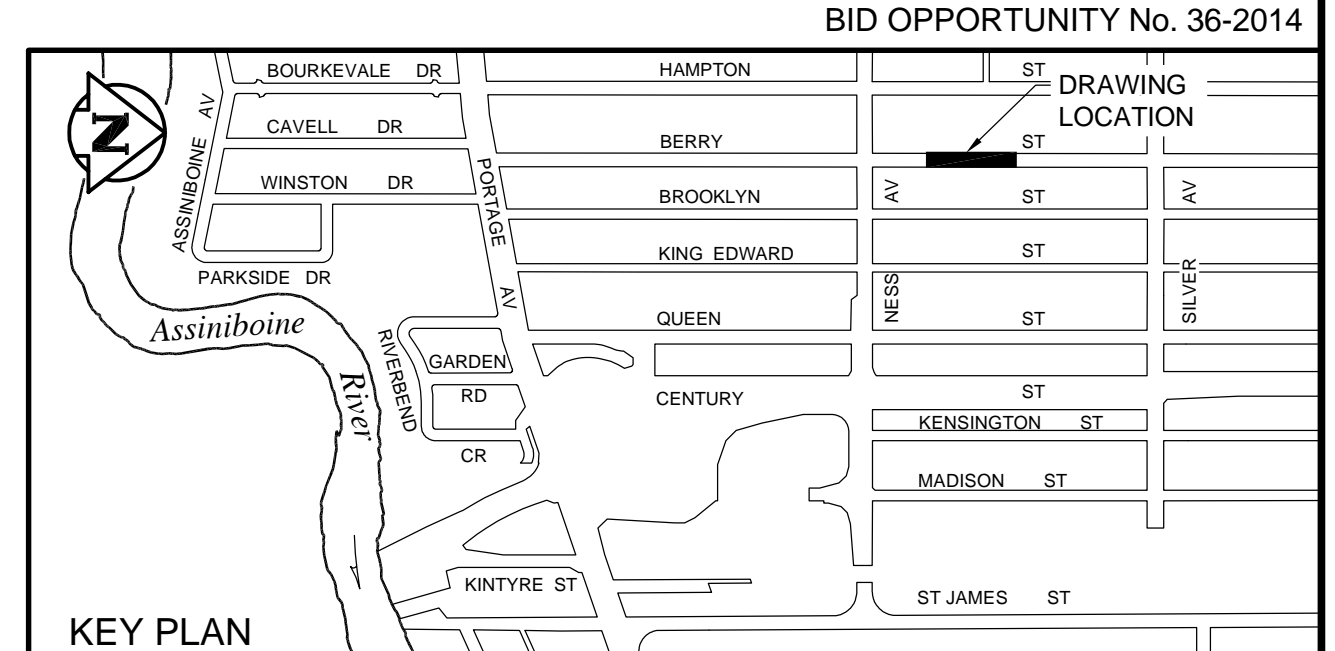 BID OPPORTUNITY No. 36-2014
BOURKEVALE DR
HAMPTON ST
DRAWING
LOCATION
N
ASSINIBOINE AV
CAVELL DR
BERRY ST
WINSTON DR
PORTAGE AV
BROOKLYN ST
NESS AV
SILVER AV
KING EDWARD ST
PARKSIDE DR
Assiniboine River
QUEEN ST
RIVERBEND CR
GARDEN RD
CENTURY ST
KENSINGTON ST
MADISON ST
KINTYRE ST
ST JAMES ST
KEY PLAN